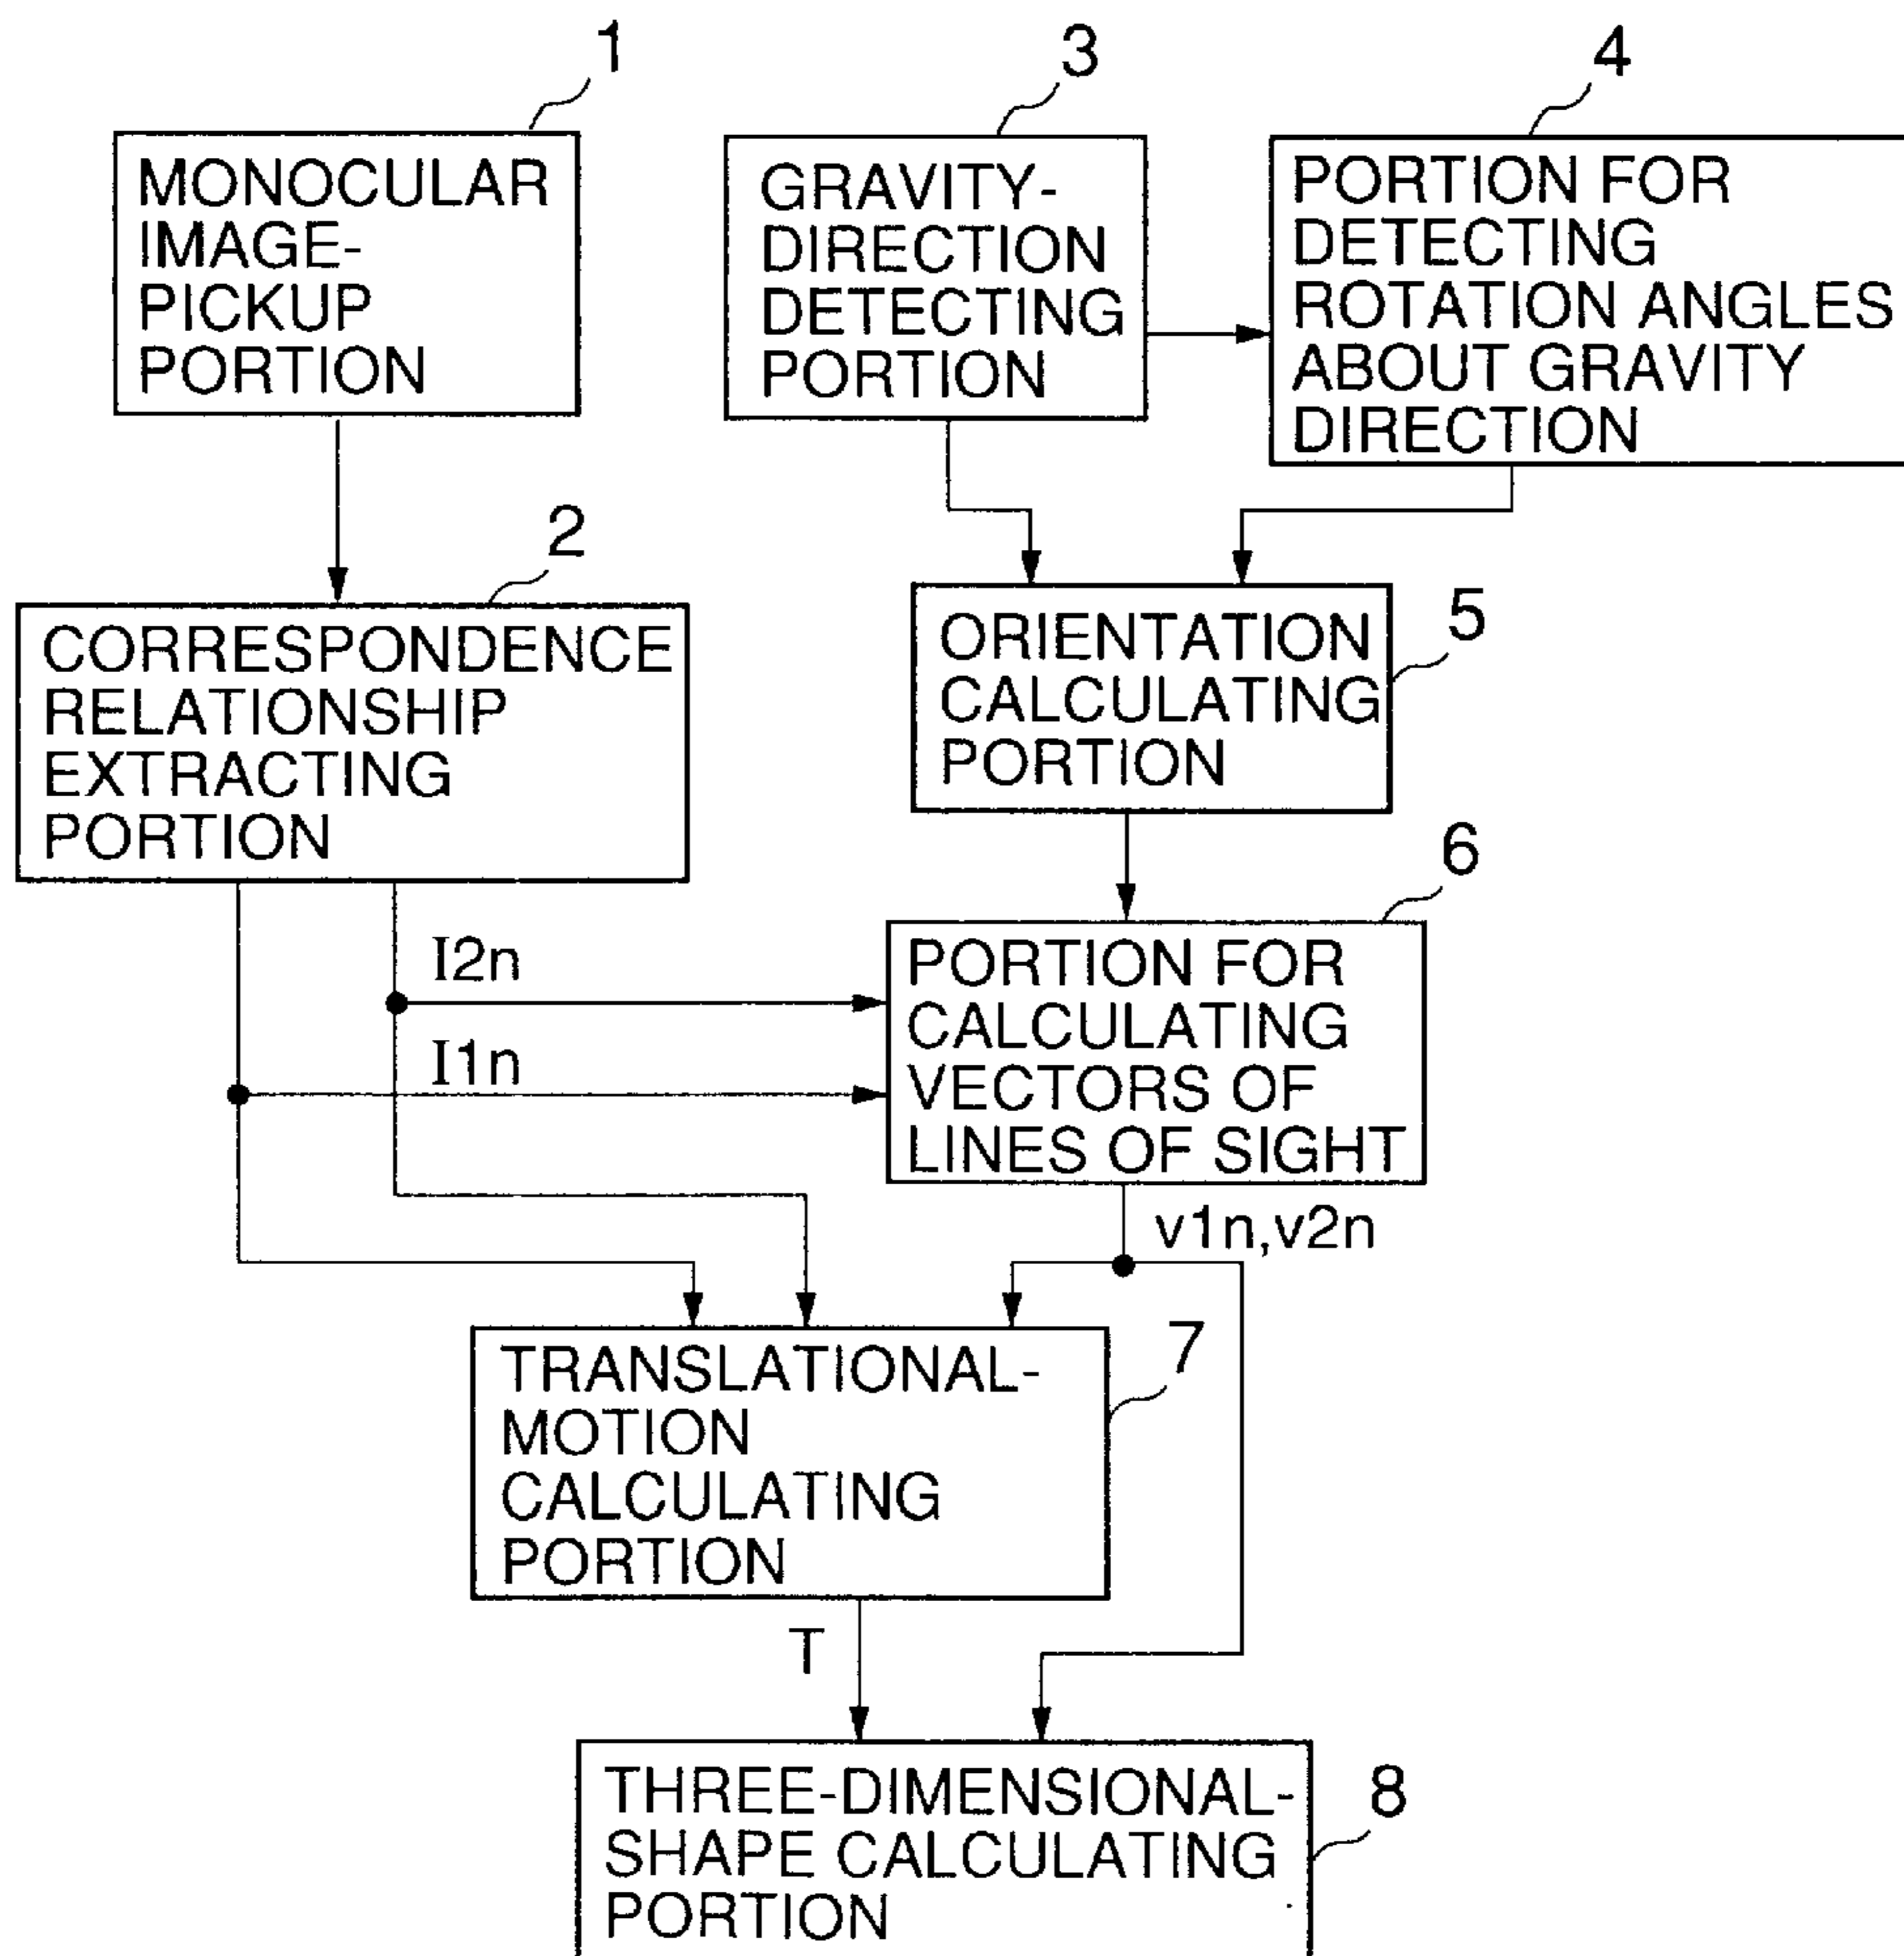 1
MONOCULAR
IMAGE-
PICKUP
PORTION
3
GRAVITY-
DIRECTION
DETECTING
PORTION
4
PORTION FOR
DETECTING
ROTATION ANGLES
ABOUT GRAVITY
DIRECTION
2
CORRESPONDENCE
RELATIONSHIP
EXTRACTING
PORTION
5
ORIENTATION
CALCULATING
PORTION
6
PORTION FOR
CALCULATING
VECTORS OF
LINES OF SIGHT
I2n
I1n
v1n,v2n
7
TRANSLATIONAL-
MOTION
CALCULATING
PORTION
T
8
THREE-DIMENSIONAL-
SHAPE CALCULATING
PORTION